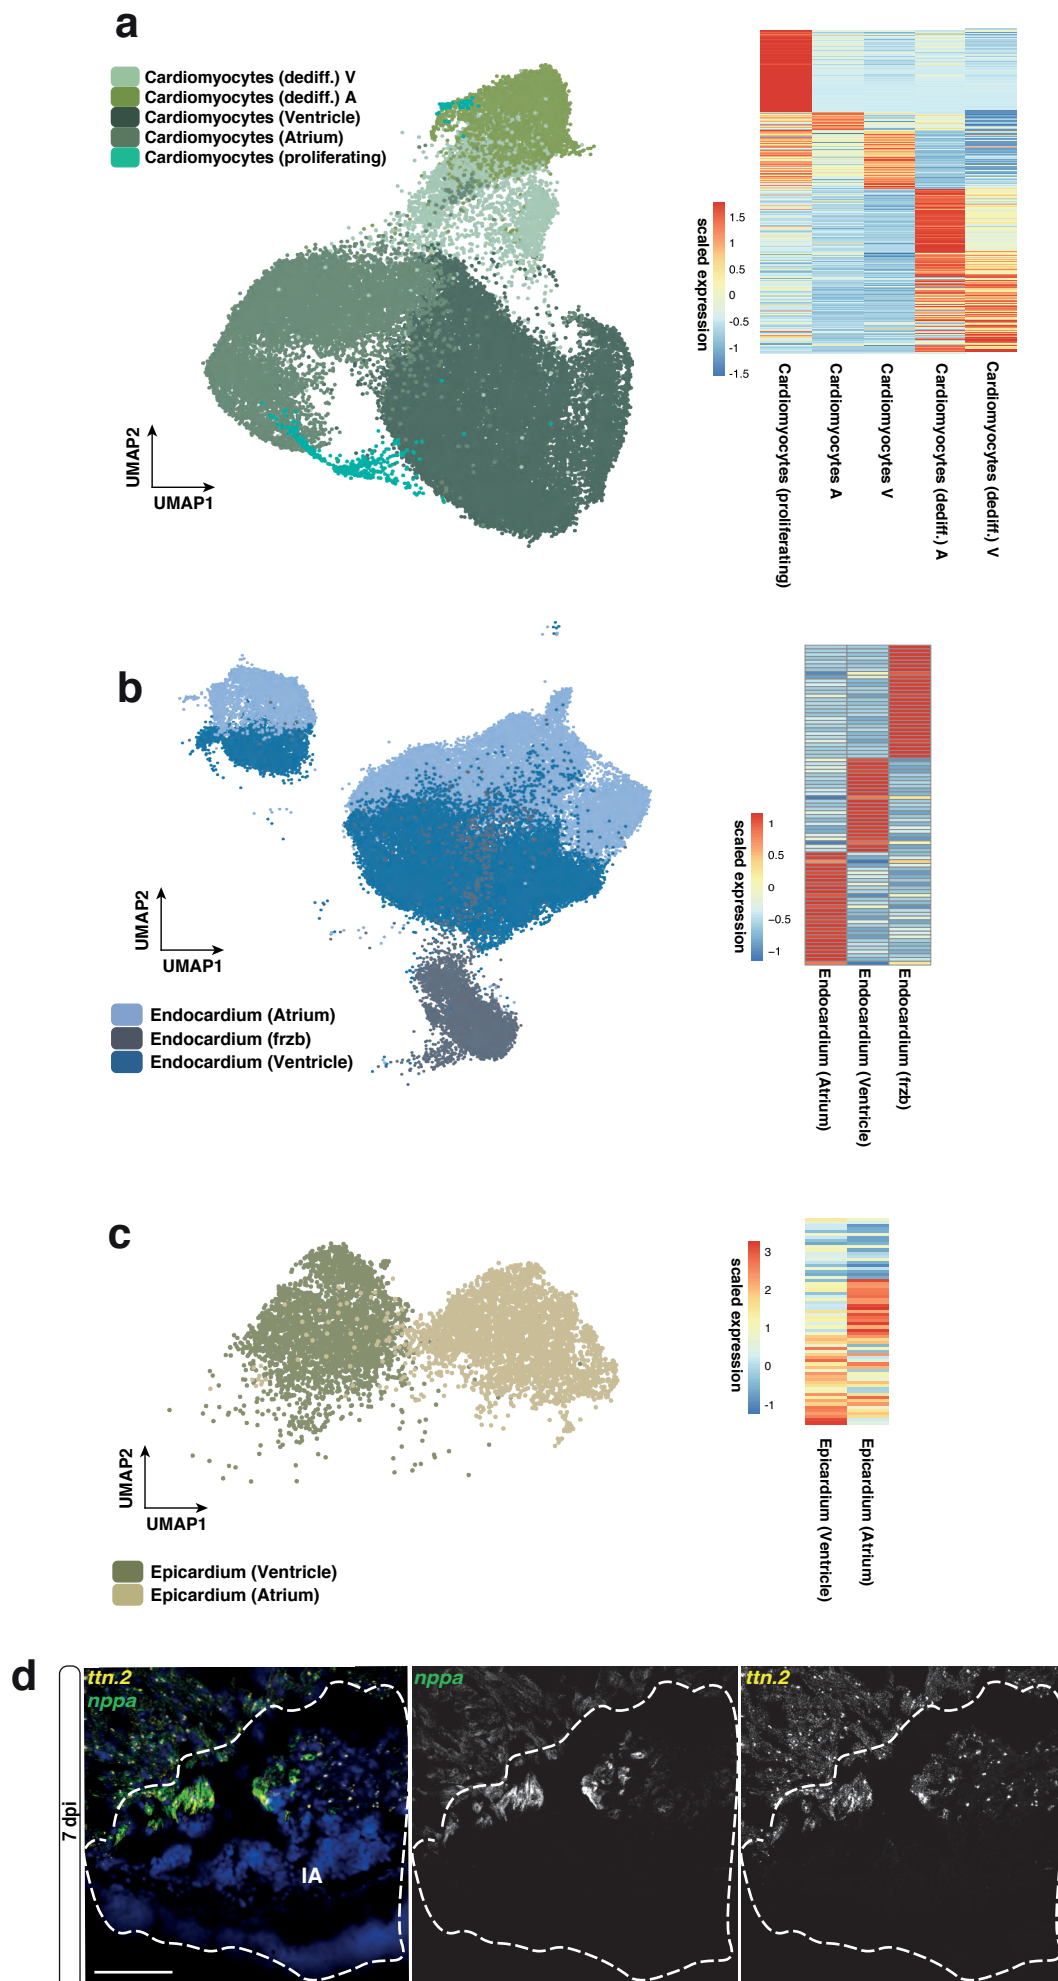 a
Cardiomyocytes (dediff.) V
Cardiomyocytes (dediff.) A
Cardiomyocytes (Ventricle)
Cardiomyocytes (Atrium)
Cardiomyocytes (proliferating)
UMAP2
UMAP1
scaled expression
1.5
1
0.5
0
-0.5
-1
-1.5
Cardiomyocytes (proliferating)
Cardiomyocytes A
Cardiomyocytes V
Cardiomyocytes (dediff.) A
Cardiomyocytes (dediff.) V
b
UMAP2
UMAP1
Endocardium (Atrium)
Endocardium (frzb)
Endocardium (Ventricle)
scaled expression
1
0.5
0
−0.5
−1
Endocardium (Atrium)
Endocardium (Ventricle)
Endocardium (frzb)
c
UMAP2
UMAP1
Epicardium (Ventricle)
Epicardium (Atrium)
scaled expression
3
2
1
0
-1
Epicardium (Ventricle)
Epicardium (Atrium)
d
7 dpi
ttn.2
nppa
IA
nppa
ttn.2